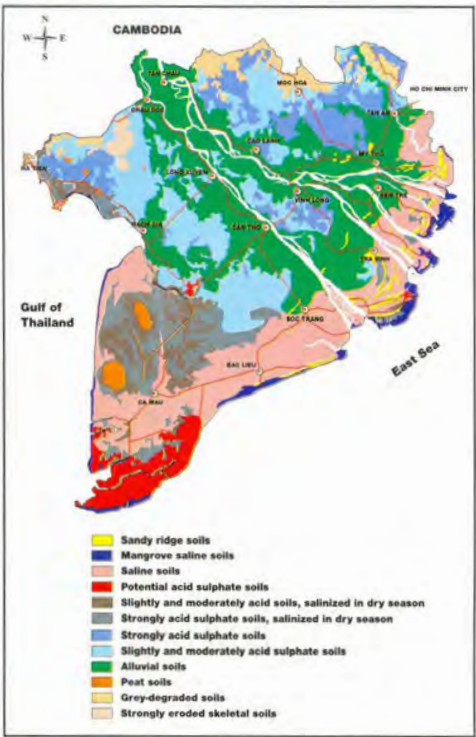 N
W E
S
CAMBODIA
TAN CHAU
CHAU DOC
MOC HOA
HO CHI MINH CITY
TAN AN
CAO LANH
MY THO
HA TIEN
LONG XUYEN
BEN TRE
VINH LONG
RACH GIA
CAN THO
TRA VINH
Gulf of
Thailand
SOC TRANG
East Sea
BAC LIEU
CA MAU
Sandy ridge soils
Mangrove saline soils
Saline soils
Potential acid sulphate soils
Slightly and moderately acid soils, salinized in dry season
Strongly acid sulphate soils, salinized in dry season
Strongly acid sulphate soils
Slightly and moderately acid sulphate soils
Alluvial soils
Peat soils
Grey-degraded soils
Strongly eroded skeletal soils